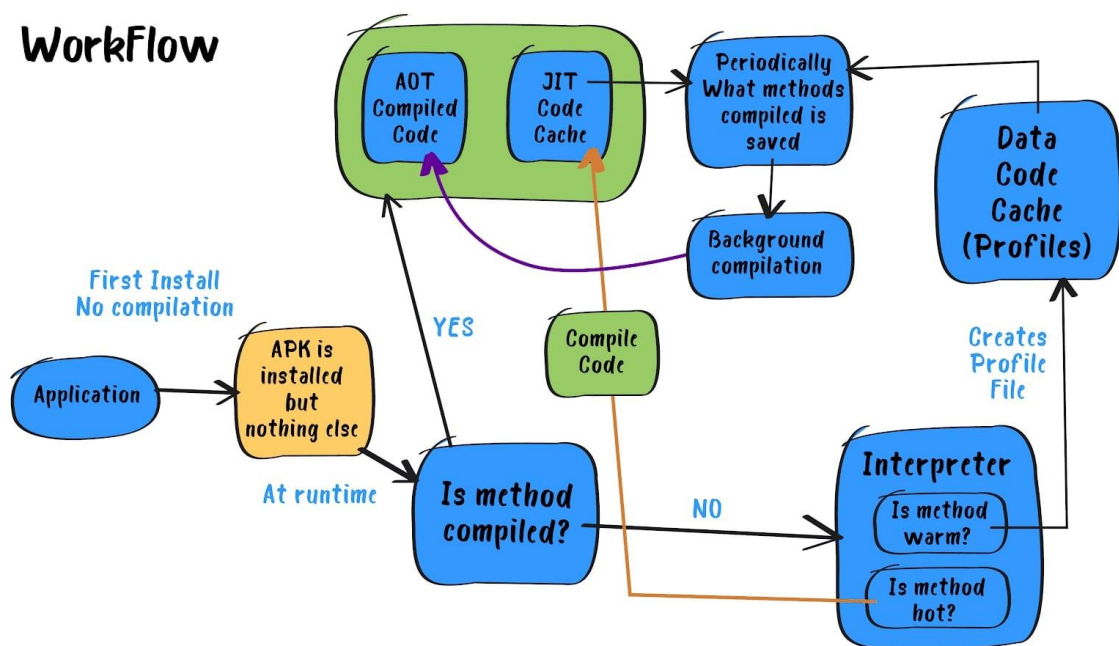 WorkFlow
AOT
Compiled
Code
JIT
Code
Cache
Periodically
What methods
compiled is
saved
Data
Code
Cache
(Profiles)
Background
compilation
First Install
No compilation
YES
Compile
Code
Creates
Profile
File
Application
APK is
installed
but
nothing else
At runtime
Is method
compiled?
NO
Interpreter
Is method
warm?
Is method
hot?